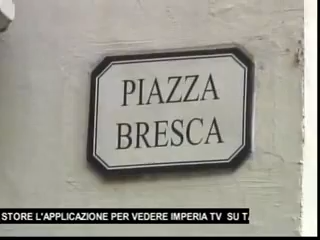 PIAZZA
BRESCA
STORE L'APPLICAZIONE PER VEDERE IMPERIA TV SU